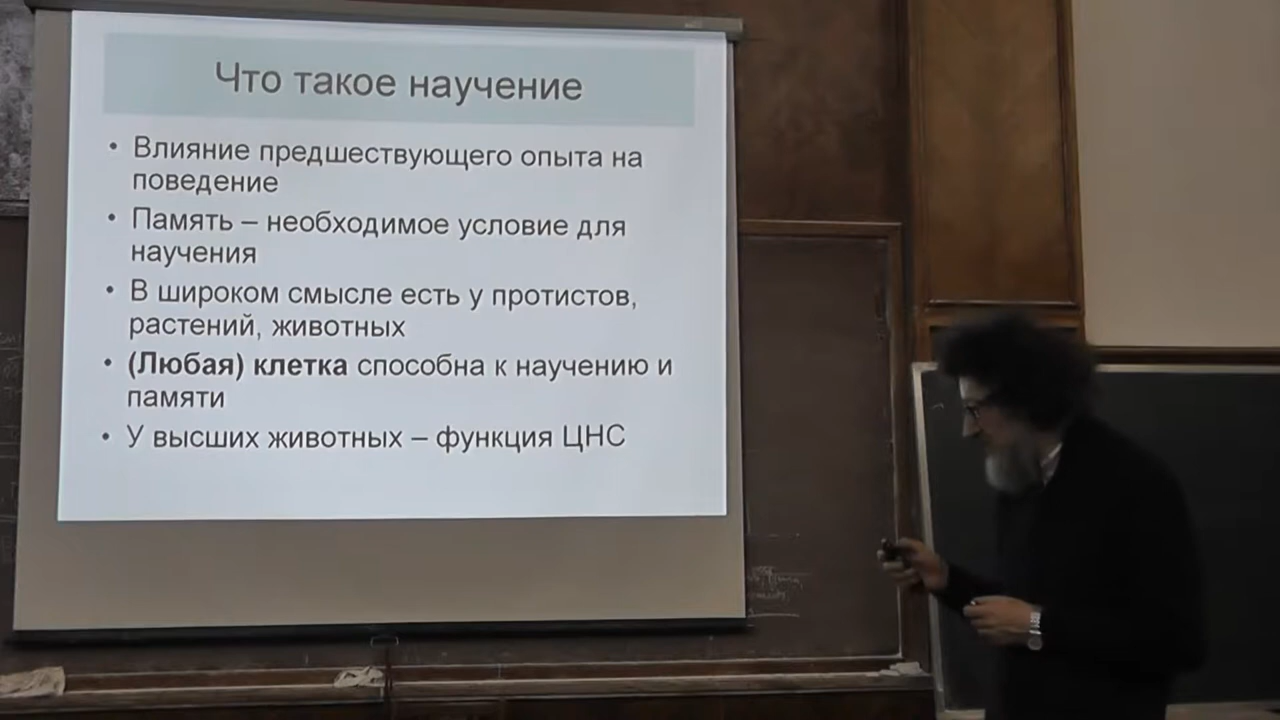 Что такое научение
• Влияние предшествующего опыта на
поведение
• Память – необходимое условие для
научения
• В широком смысле есть у протистов,
растений, животных
• (Любая) клетка способна к научению и
памяти
• У высших животных – функция ЦНС